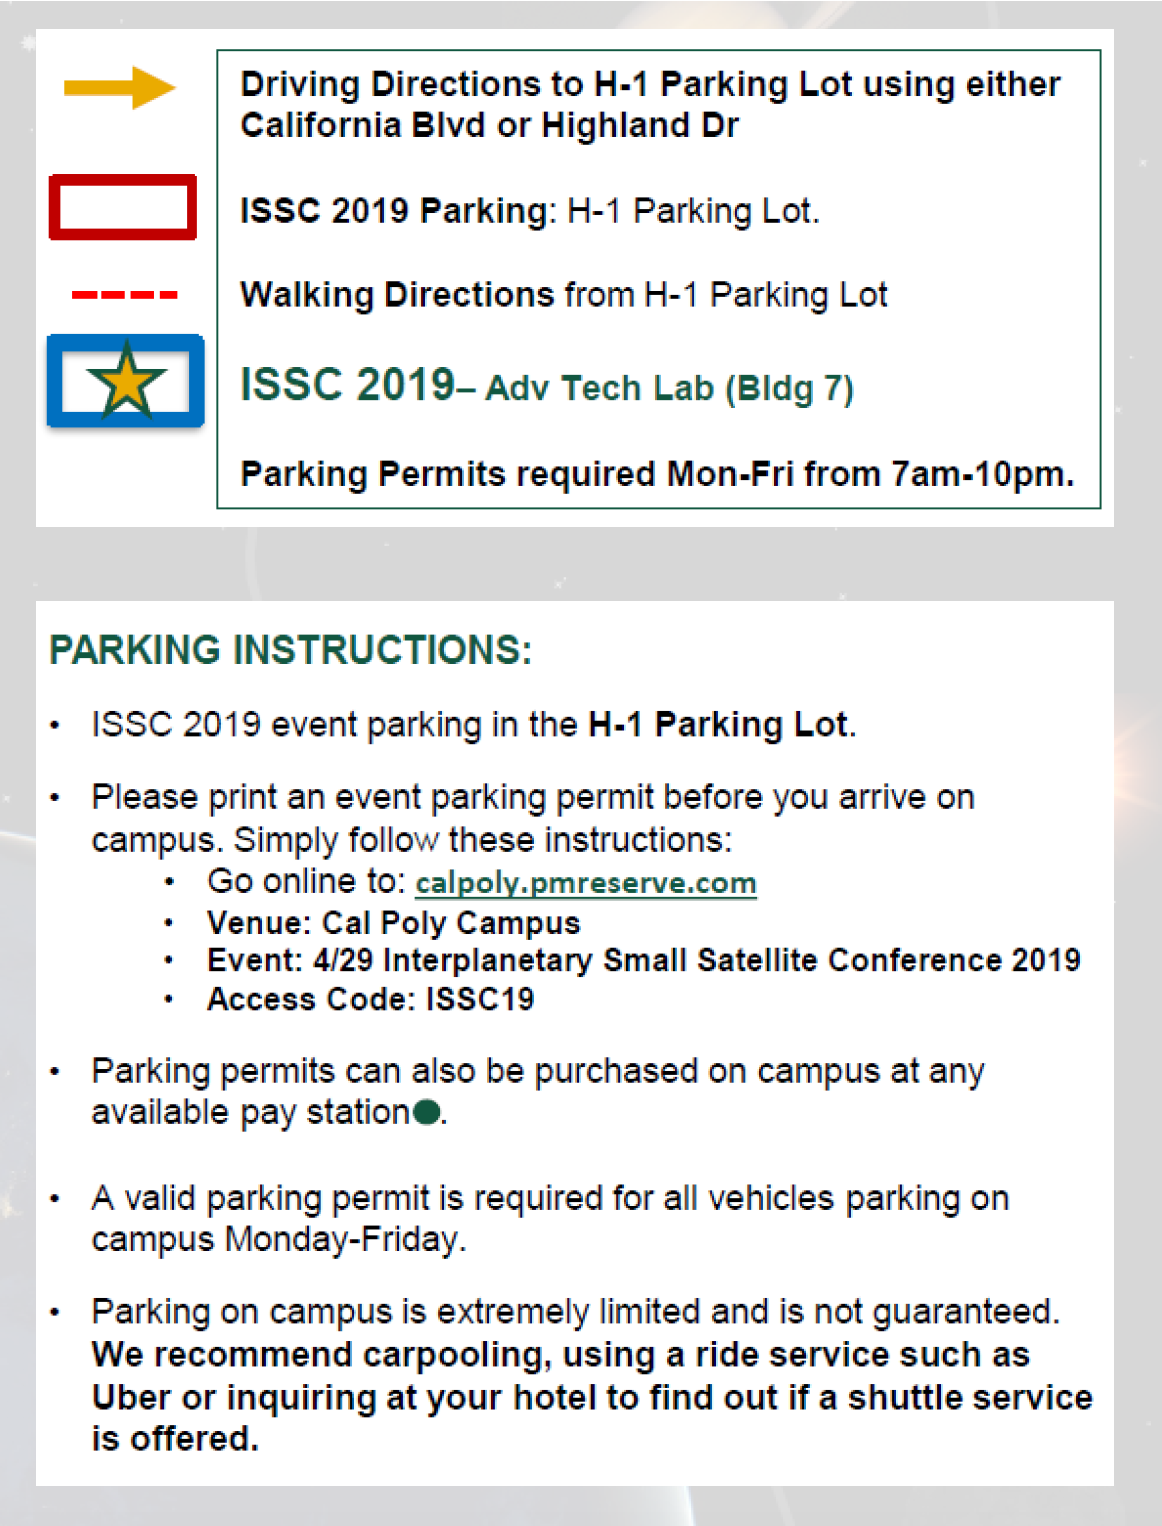 Driving Directions to H-1 Parking Lot using either
California Blvd or Highland Dr
ISSC 2019 Parking: H-1 Parking Lot.
Walking Directions from H-1 Parking Lot
ISSC 2019– Adv Tech Lab (Bldg 7)
Parking Permits required Mon-Fri from 7am-10pm.
PARKING INSTRUCTIONS:
• ISSC 2019 event parking in the H-1 Parking Lot.
• Please print an event parking permit before you arrive on
campus. Simply follow these instructions:
• Go online to: calpoly.pmreserve.com
• Venue: Cal Poly Campus
• Event: 4/29 Interplanetary Small Satellite Conference 2019
• Access Code: ISSC19
• Parking permits can also be purchased on campus at any
available pay station.
• A valid parking permit is required for all vehicles parking on
campus Monday-Friday.
• Parking on campus is extremely limited and is not guaranteed.
We recommend carpooling, using a ride service such as
Uber or inquiring at your hotel to find out if a shuttle service
is offered.